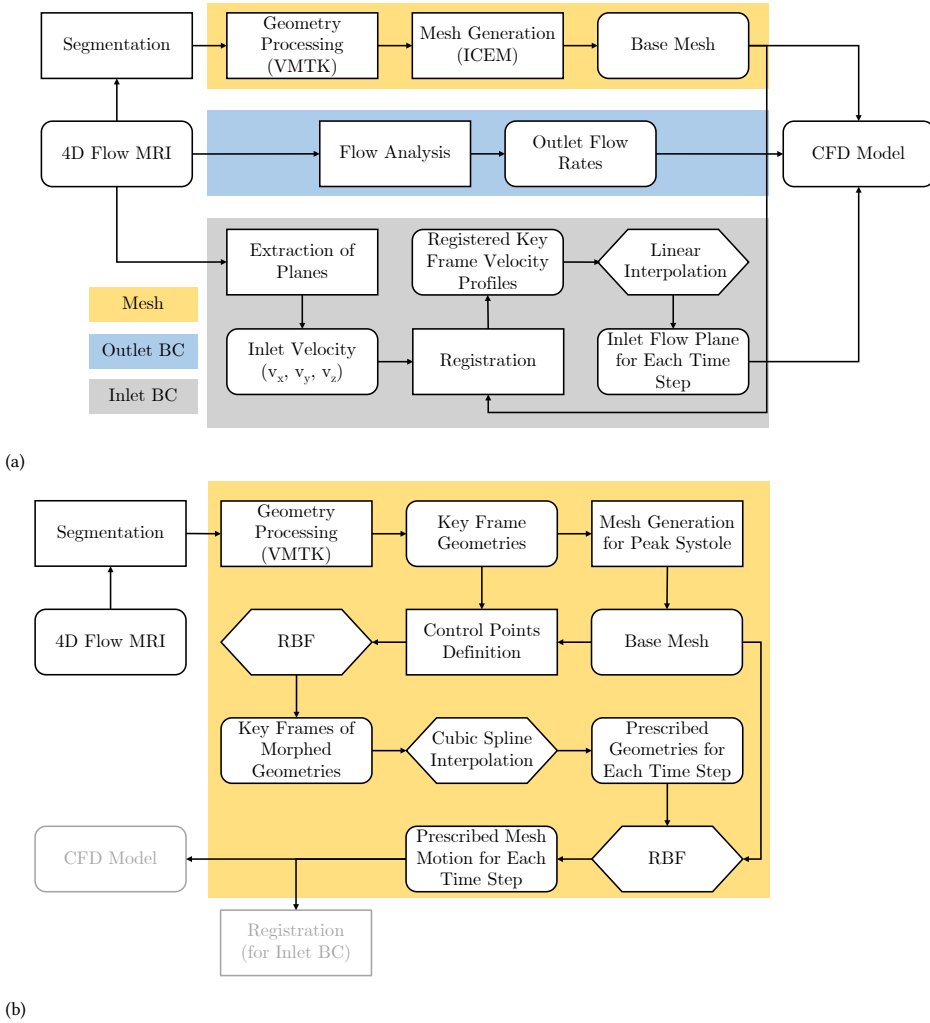 Segmentation
Geometry
Processing
(VMTK)
Mesh Generation
(ICEM)
Base Mesh
4D Flow MRI
Flow Analysis
Outlet Flow
Rates
CFD Model
Extraction of
Planes
Registered Key
Frame Velocity
Profiles
Linear
Interpolation
Mesh
Outlet BC
Inlet BC
Inlet Velocity
(vx, vy, vz)
Registration
Inlet Flow Plane
for Each Time
Step
(a)
Segmentation
Geometry
Processing
(VMTK)
Key Frame
Geometries
Mesh Generation
for Peak Systole
4D Flow MRI
RBF
Control Points
Definition
Base Mesh
Key Frames of
Morphed
Geometries
Cubic Spline
Interpolation
Prescribed
Geometries for
Each Time Step
CFD Model
Prescribed Mesh
Motion for Each
Time Step
RBF
Registration
(for Inlet BC)
(b)